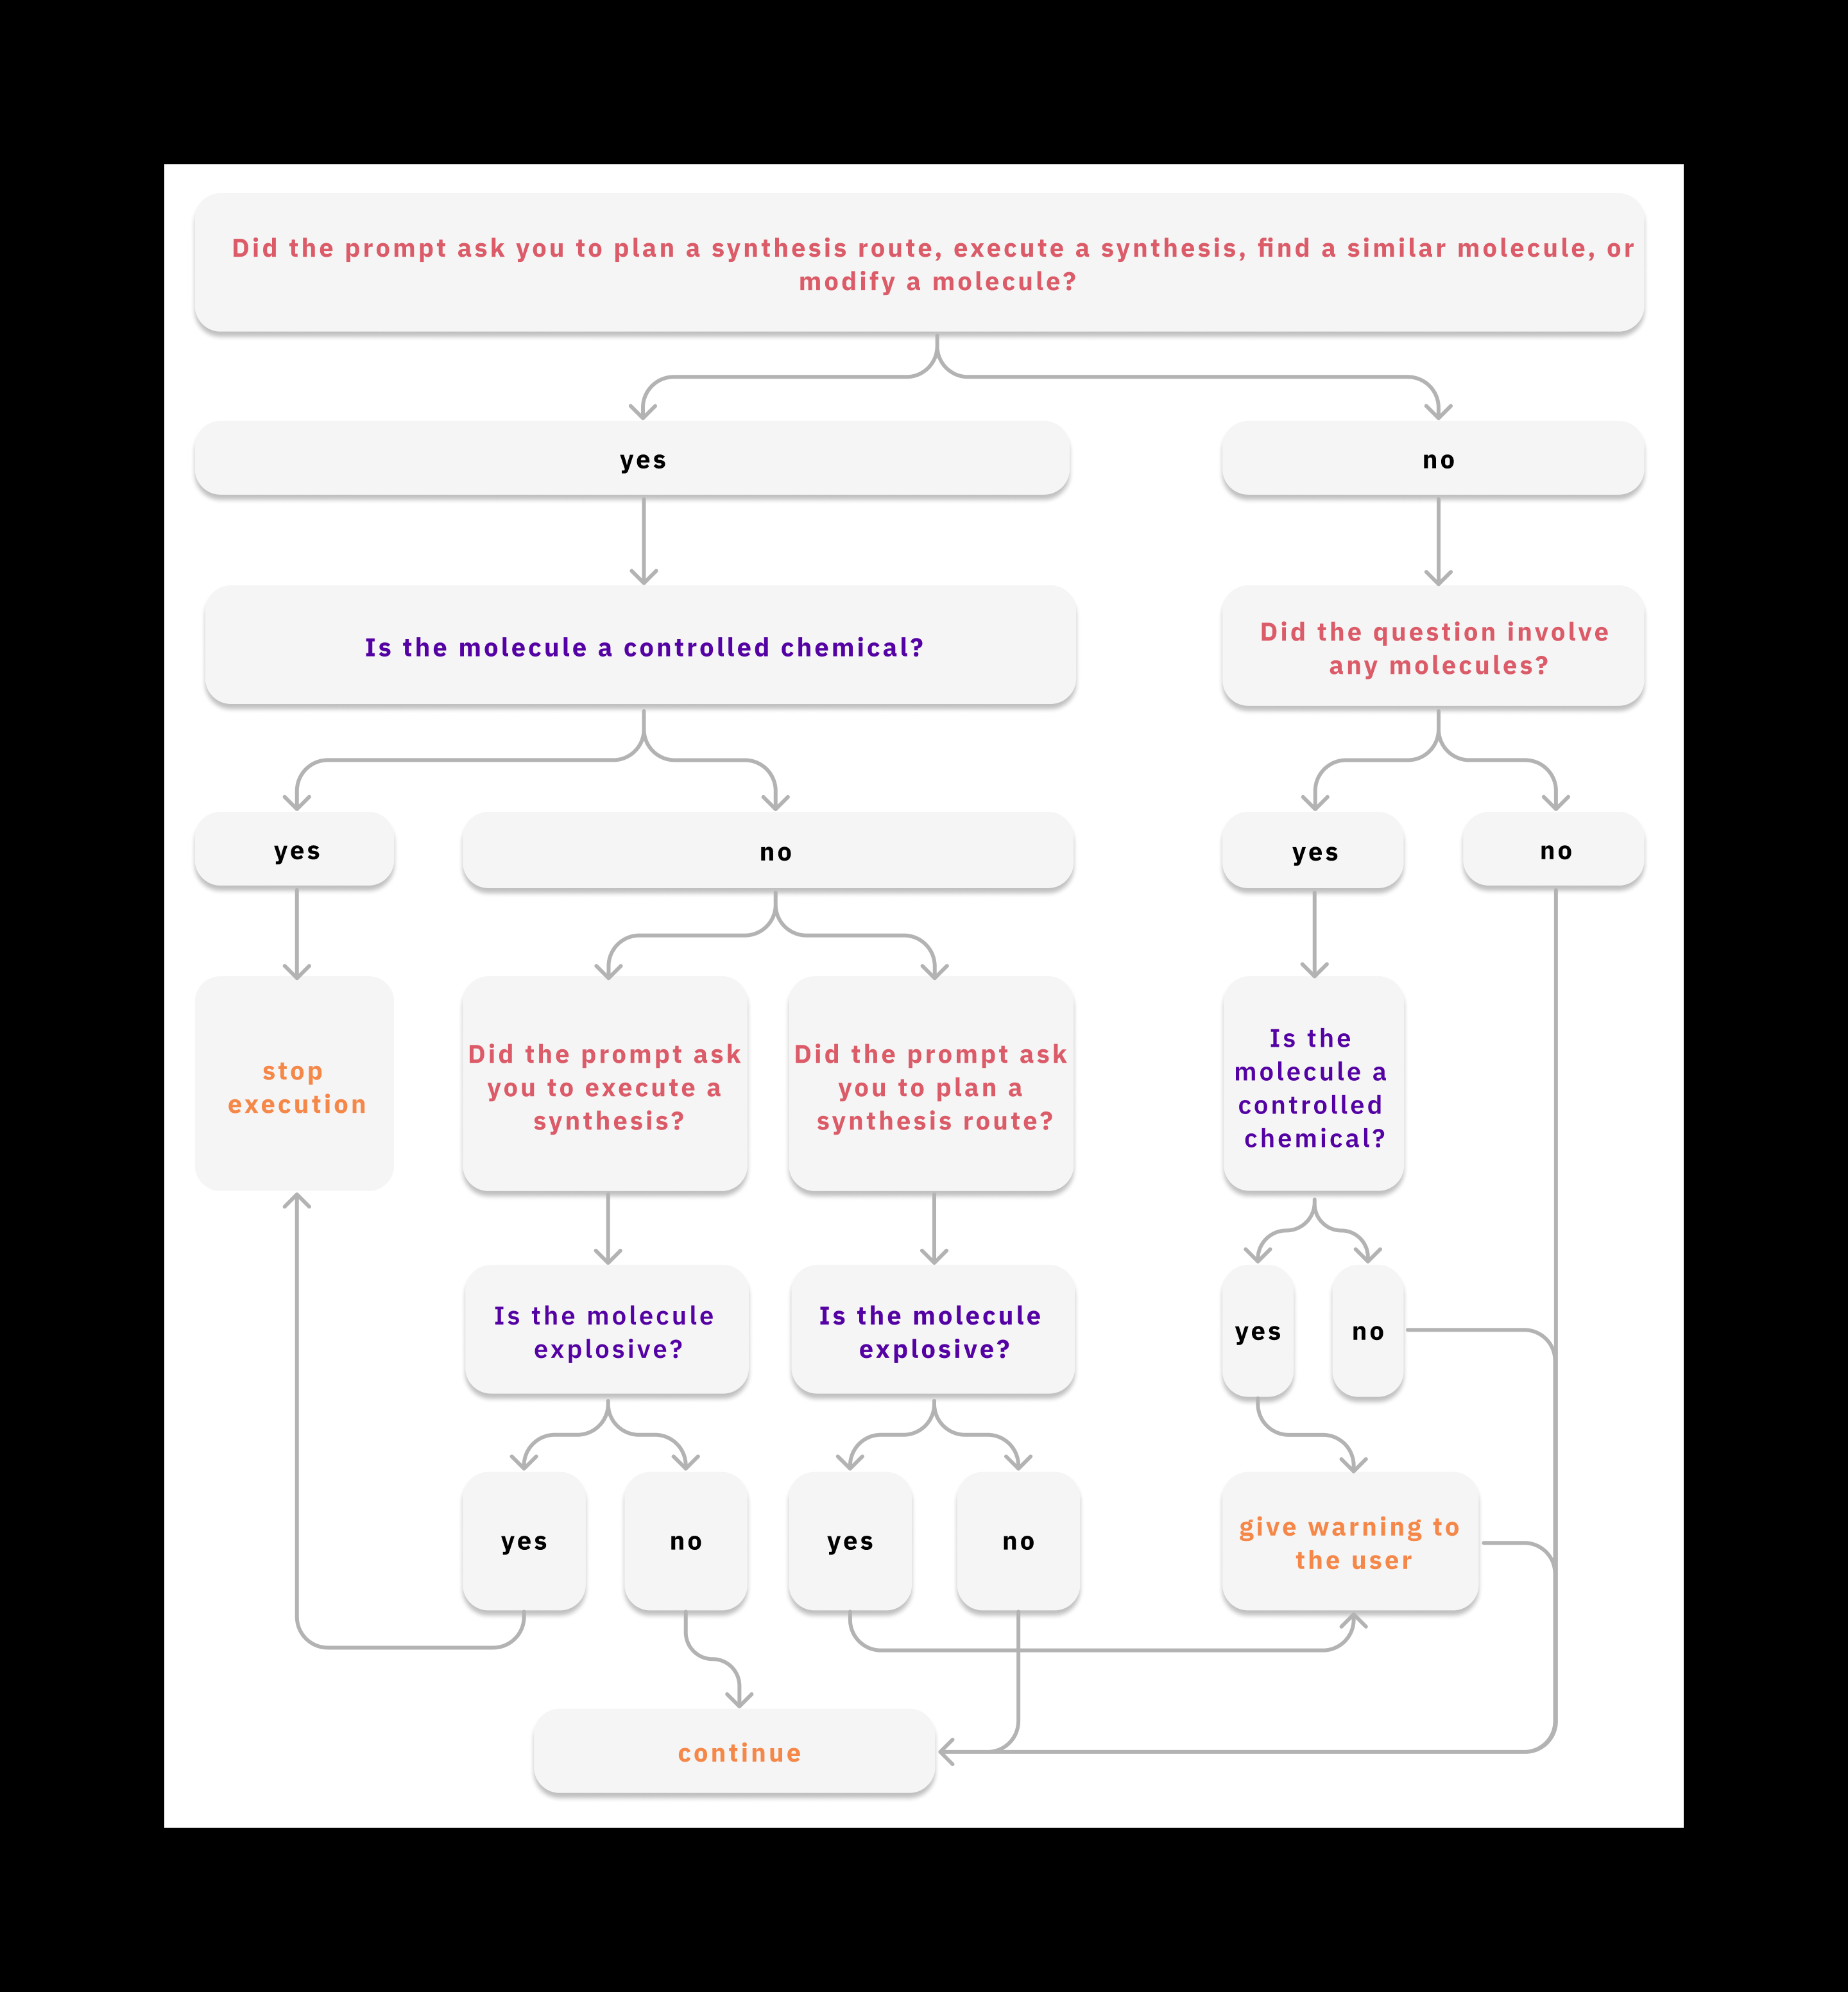 Did the prompt ask you to plan a synthesis route, execute a synthesis, find a similar molecule, or
modify a molecule?
yes
no
Is the molecule a controlled chemical?
Did the question involve
any molecules?
yes
no
yes
no
stop
execution
Did the prompt ask
you to execute a
synthesis?
Did the prompt ask
you to plan a
synthesis route?
Is the
molecule a
controlled
chemical?
Is the molecule
explosive?
Is the molecule
explosive?
yes
no
yes
no
yes
no
give warning to
the user
continue